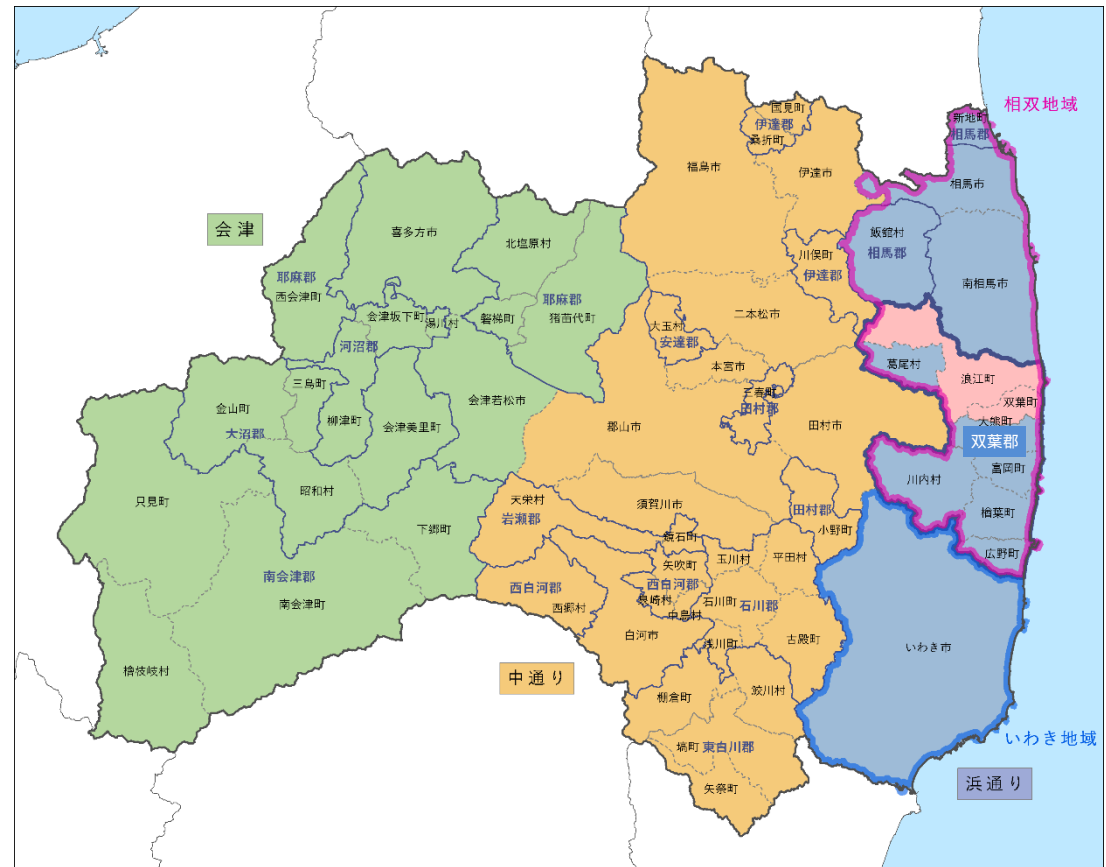 相双地域
国見町
伊達郡
桑折町
福島市
伊達市
新地町
相馬郡
相馬市
会津
喜多方市
北塩原村
飯舘村
相馬郡
川俣町
伊達郡
南相馬市
耶麻郡
西会津町
耶麻郡
猪苗代町
磐梯町
会津坂下町
湯川村
河沼郡
二本松市
大玉村
安達郡
本宮市
葛尾村
浪江町
双葉町
大熊町
双葉郡
三島町
金山町
大沼郡
柳津町
会津美里町
会津若松市
三春町
田村郡
郡山市
田村市
富岡町
川内村
楢葉町
広野町
只見町
昭和村
下郷町
天栄村
岩瀬郡
須賀川市
田村郡
小野町
鏡石町
玉川村
平田村
矢吹町
南会津郡
南会津町
西白河郡
西郷村
西白河郡
泉崎村
中島村
石川町
石川郡
白河市
浅川町
古殿町
いわき市
檜枝岐村
中通り
棚倉町
鮫川村
塙町
東白川郡
矢祭町
いわき地域
浜通り